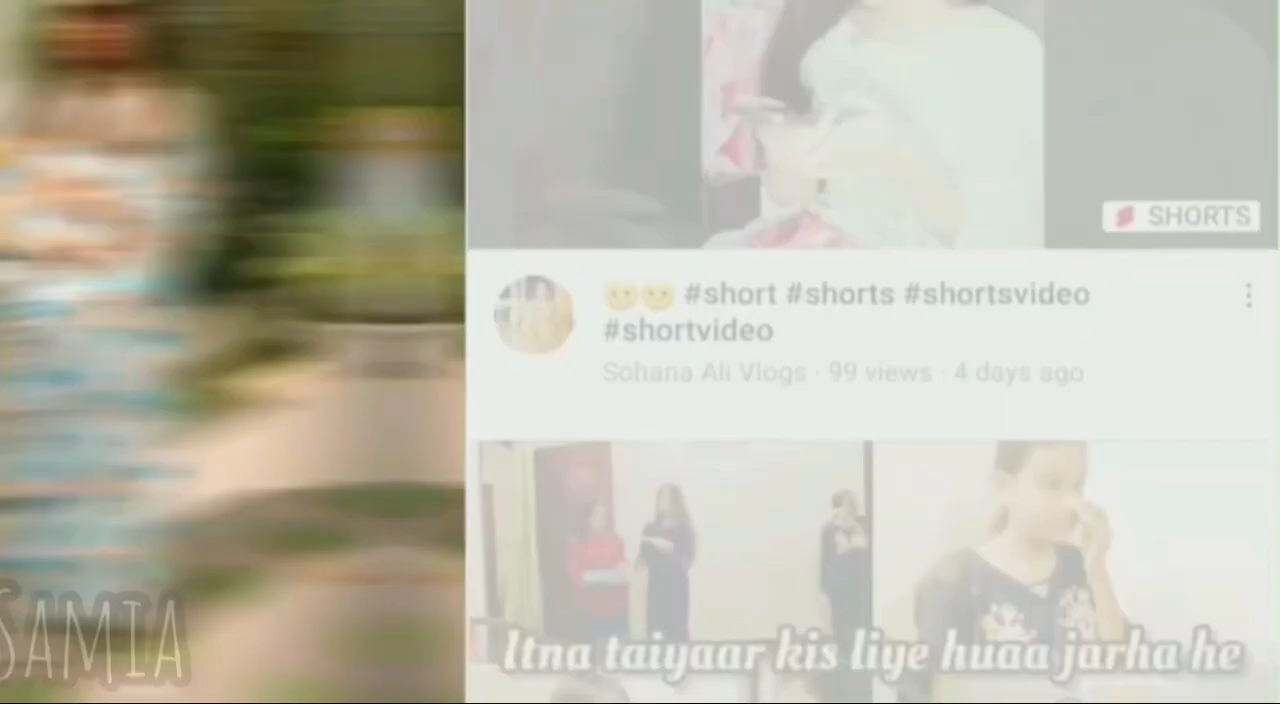 SHORTS
#short #shorts #shortsvideo
#shortvideo
Sohana Ali Vlogs · 99 views · 4 days ago
SAMIA
Itna taiyaar kis liye huaa jarha he